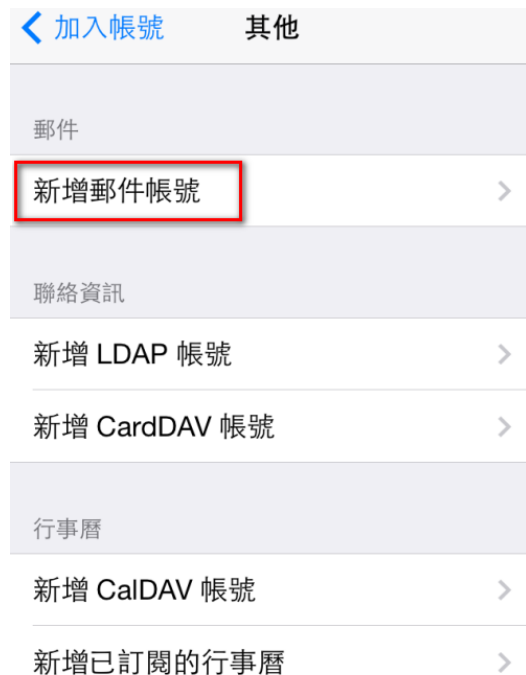 加入帳號 其他
郵件
新增郵件帳號
聯絡資訊
新增 LDAP 帳號
新增 CardDAV 帳號
行事曆
新增 CalDAV 帳號
新增已訂閱的行事曆